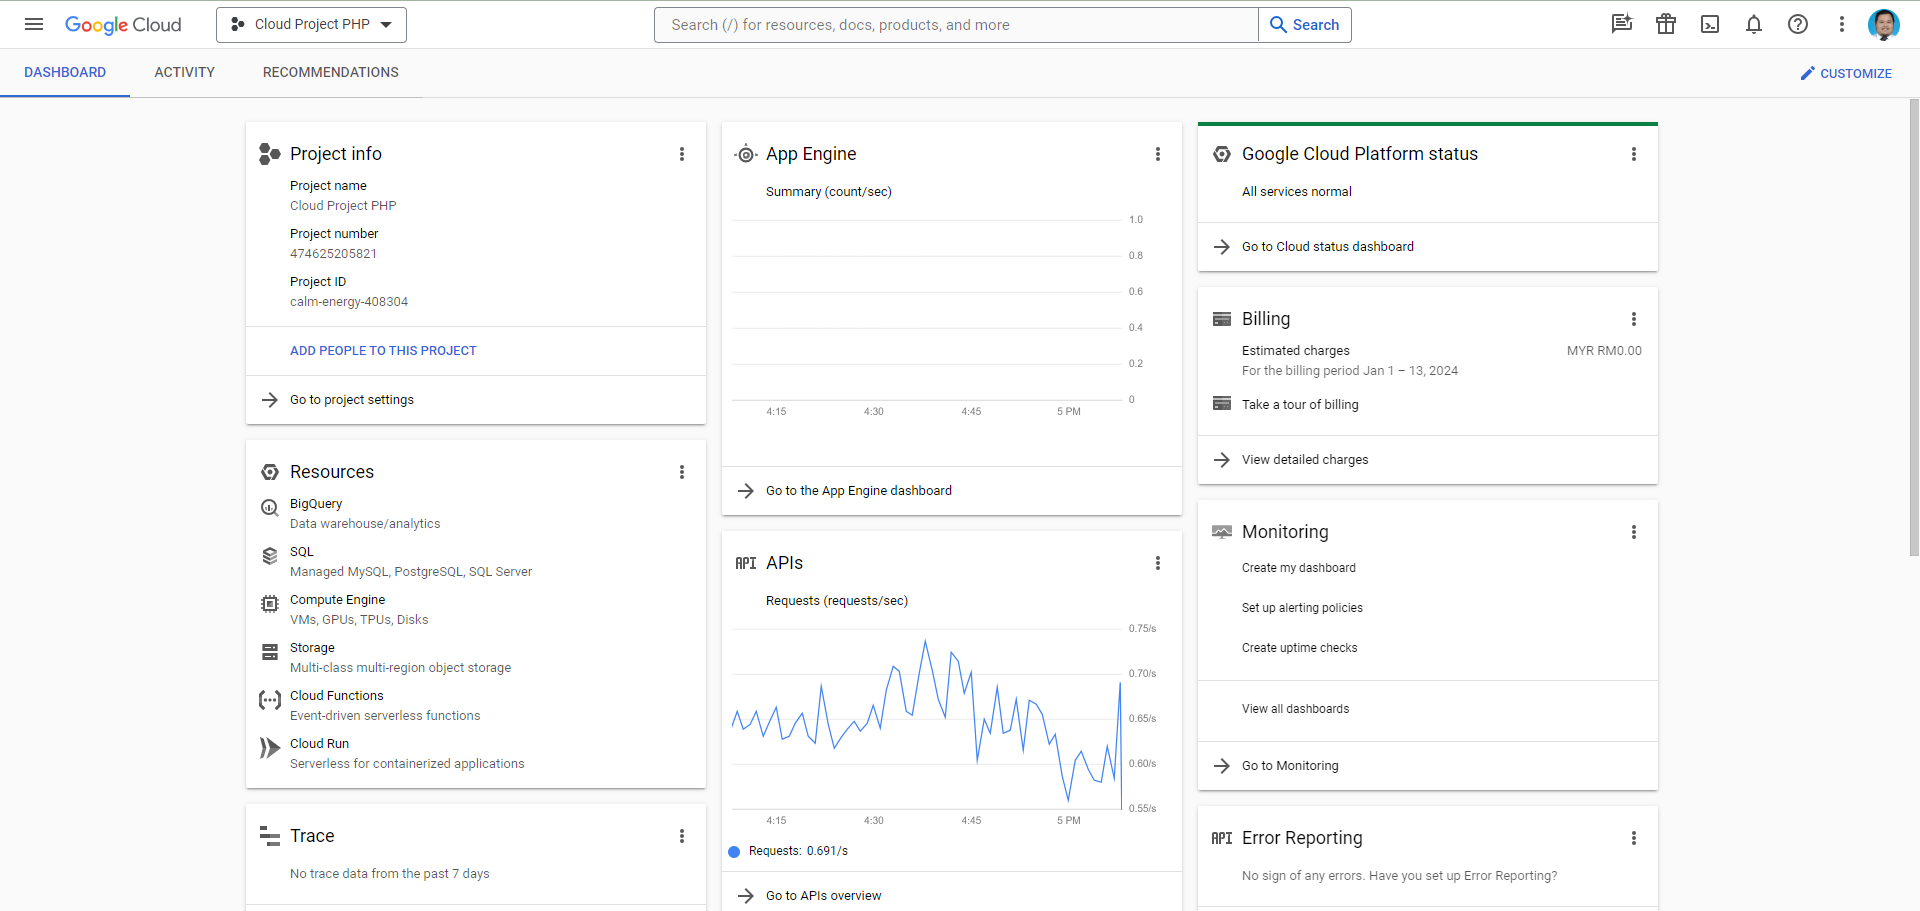 Google Cloud
Cloud Project PHP
Search (/) for resources, docs, products, and more
Search
DASHBOARD
ACTIVITY
RECOMMENDATIONS
CUSTOMIZE
Project info
Project name
Cloud Project PHP
Project number
474625205821
Project ID
calm-energy-408304
ADD PEOPLE TO THIS PROJECT
Go to project settings
Resources
BigQuery
Data warehouse/analytics
SQL
Managed MySQL, PostgreSQL, SQL Server
Compute Engine
VMs, GPUs, TPUs, Disks
Storage
Multi-class multi-region object storage
Cloud Functions
Event-driven serverless functions
Cloud Run
Serverless for containerized applications
Trace
No trace data from the past 7 days
App Engine
Summary (count/sec)
1.0
0.8
0.6
0.4
0.2
0
4:15 4:30 4:45 5 PM
Go to the App Engine dashboard
API APIs
Requests (requests/sec)
0.75/s
0.70/s
0.65/s
0.60/s
0.55/s
4:15 4:30 4:45 5 PM
Requests: 0.691/s
Go to APIs overview
Google Cloud Platform status
All services normal
Go to Cloud status dashboard
Billing
Estimated charges MYR RM0.00
For the billing period Jan 1 – 13, 2024
Take a tour of billing
View detailed charges
Monitoring
Create my dashboard
Set up alerting policies
Create uptime checks
View all dashboards
Go to Monitoring
API Error Reporting
No sign of any errors. Have you set up Error Reporting?